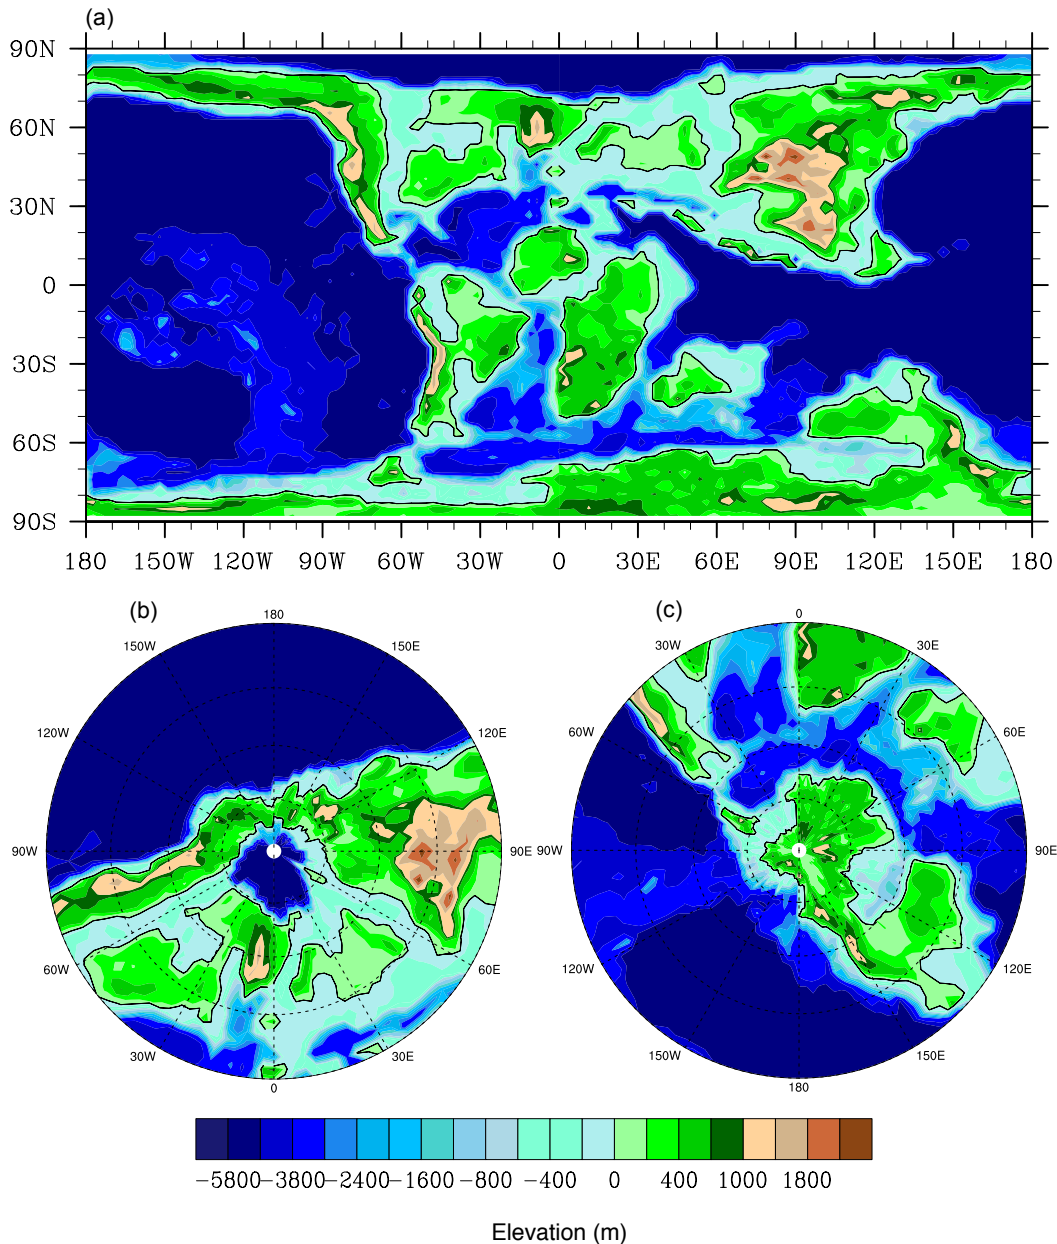 (a)
90N
60N
30N
0
30S
60S
90S
180 150W 120W 90W 60W 30W 0 30E 60E 90E 120E 150E 180
(b) (c)
180
150W 150E
120W 120E
90W 90E
60W 60E
30W 30E
0
0
30W 30E
60W 60E
90W 90E
120W 120E
150W 150E
180
−5800 −3800 −2400 −1600 −800 −400 0 400 1000 1800
Elevation (m)